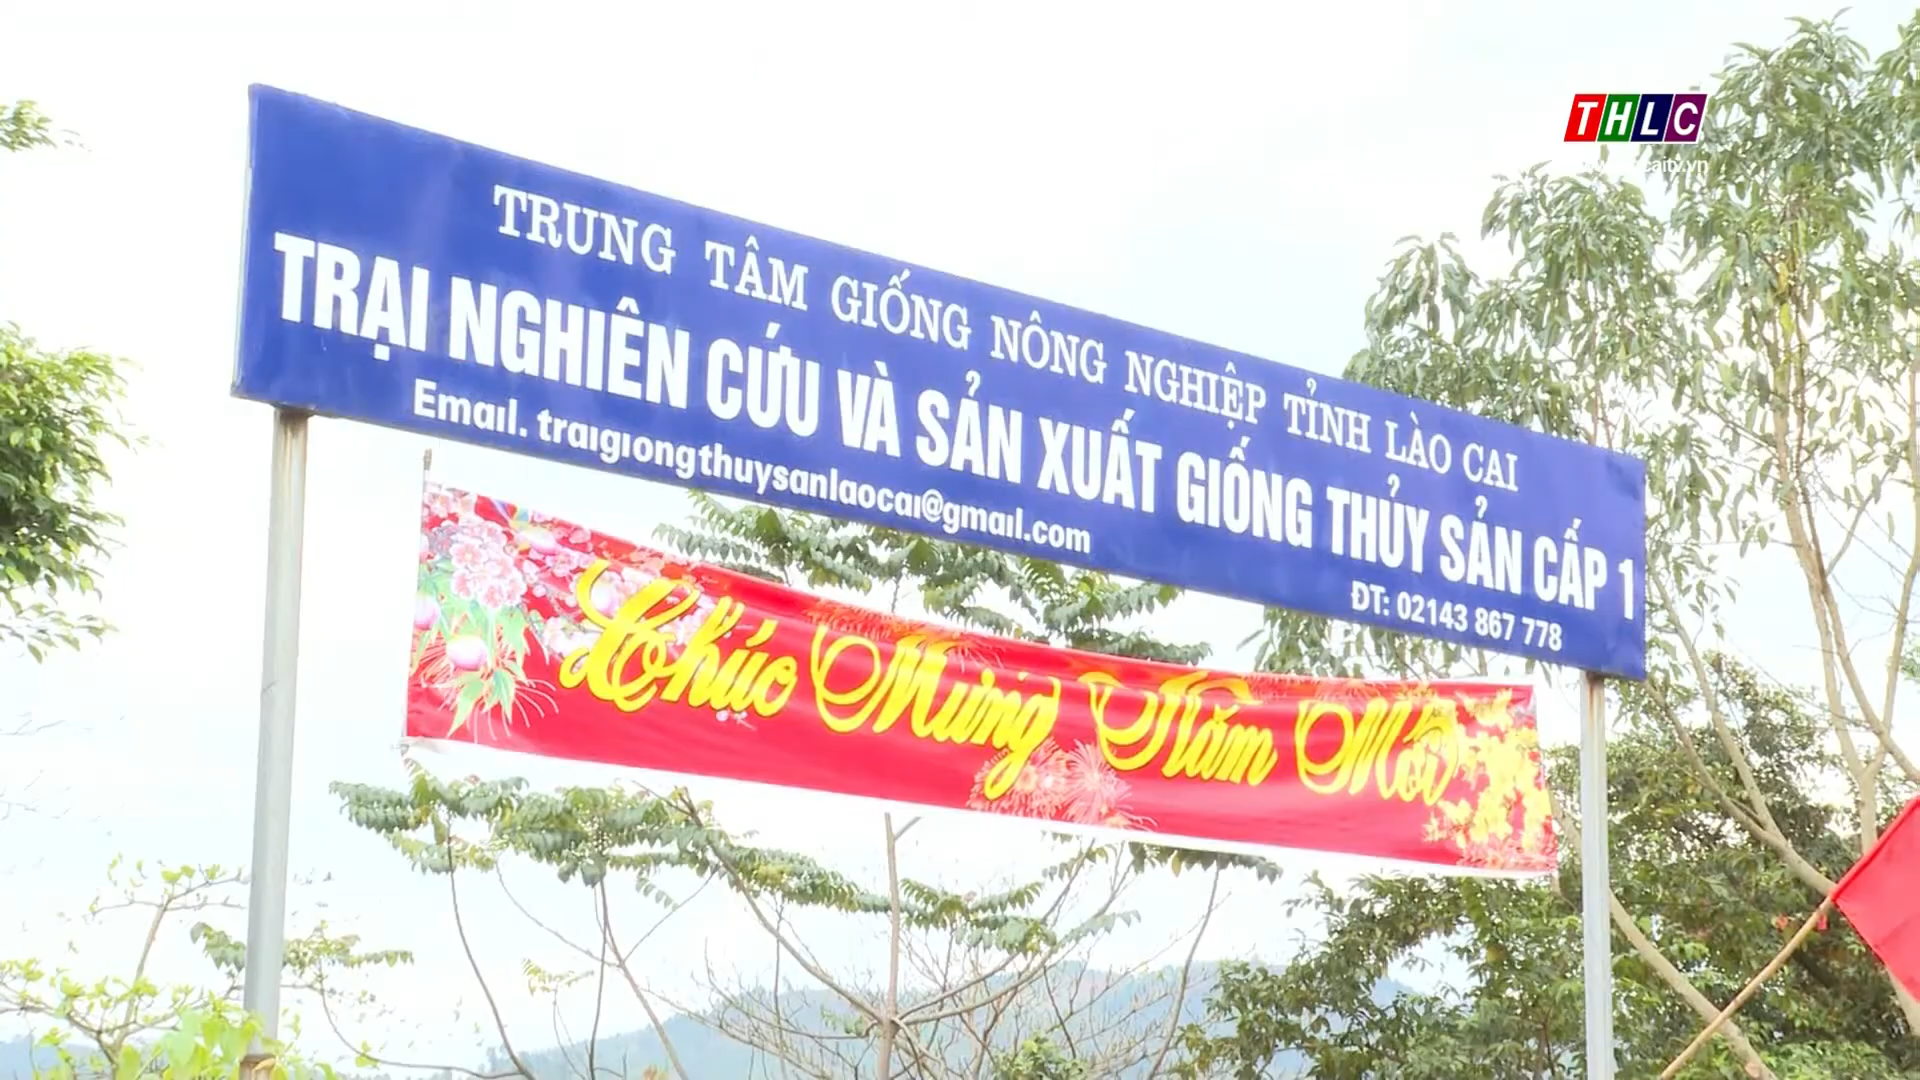 THLC
TRUNG TÂM GIỐNG NÔNG NGHIỆP TỈNH LÀO CAI
TRẠI NGHIÊN CỨU VÀ SẢN XUẤT GIỐNG THỦY SẢN CẤP 1
Email. traigiongthuysanlaocai@gmail.com
ĐT: 02143 867 778
Chúc Mừng Năm Mới